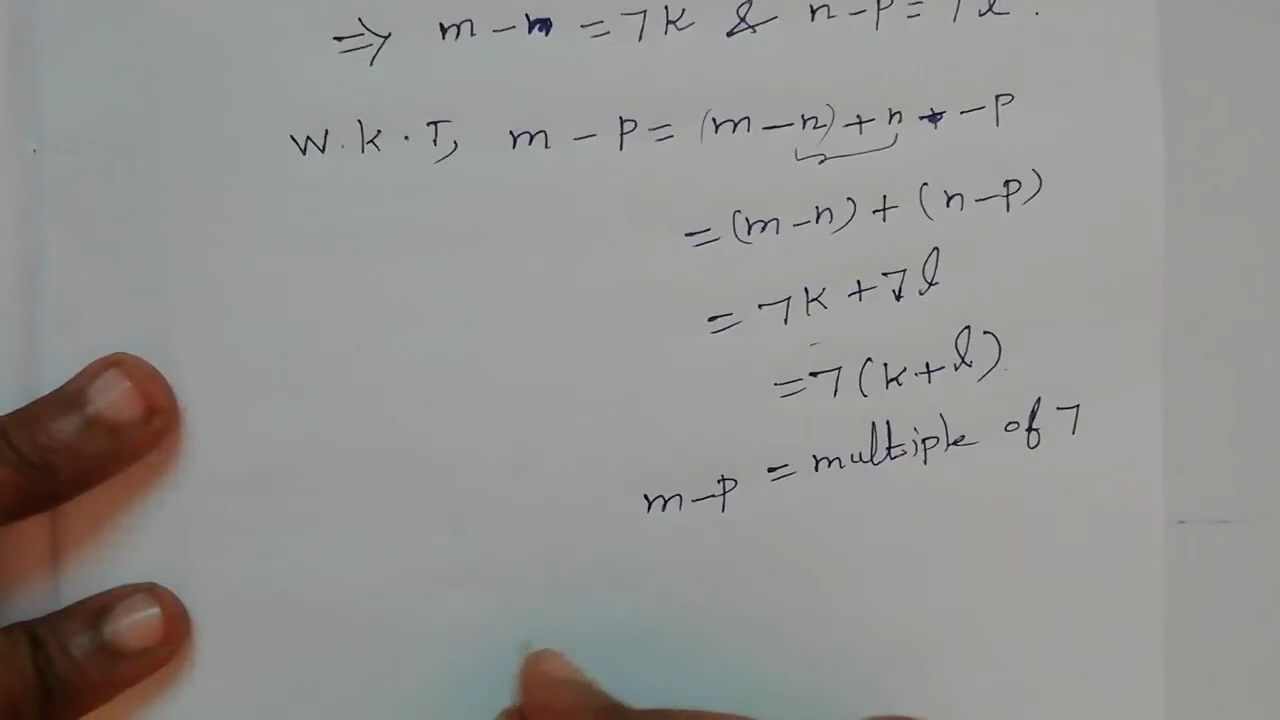 ⇒ m - n = 7k & n - p = 7l .
W.K.T, m - p = (m - n) + n - p
= (m - n) + (n - p)
= 7k + 7l
= 7(k + l)
m - p = multiple of 7